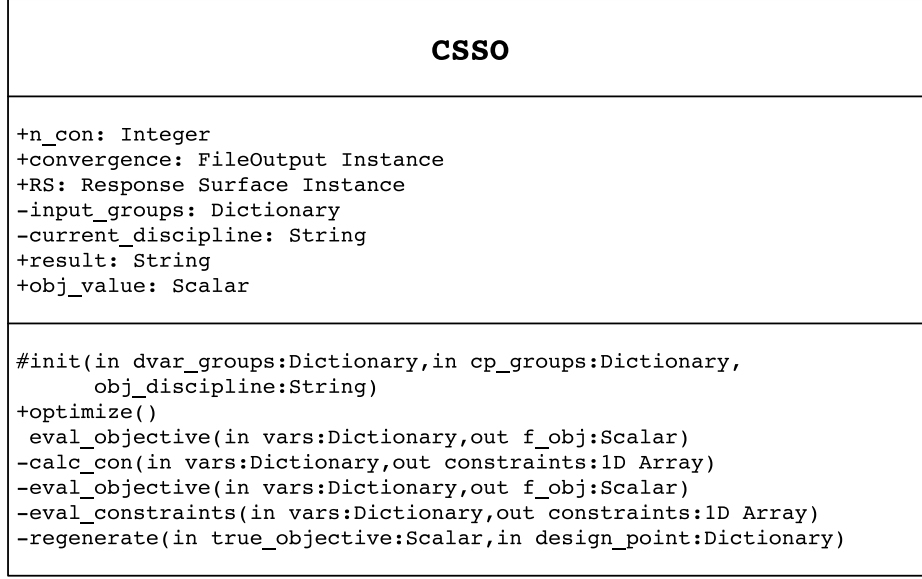 CSSO
+n_con: Integer
+convergence: FileOutput Instance
+RS: Response Surface Instance
-input_groups: Dictionary
-current_discipline: String
+result: String
+obj_value: Scalar
#init(in dvar_groups:Dictionary,in cp_groups:Dictionary,
obj_discipline:String)
+optimize()
eval_objective(in vars:Dictionary,out f_obj:Scalar)
-calc_con(in vars:Dictionary,out constraints:1D Array)
-eval_objective(in vars:Dictionary,out f_obj:Scalar)
-eval_constraints(in vars:Dictionary,out constraints:1D Array)
-regenerate(in true_objective:Scalar,in design_point:Dictionary)